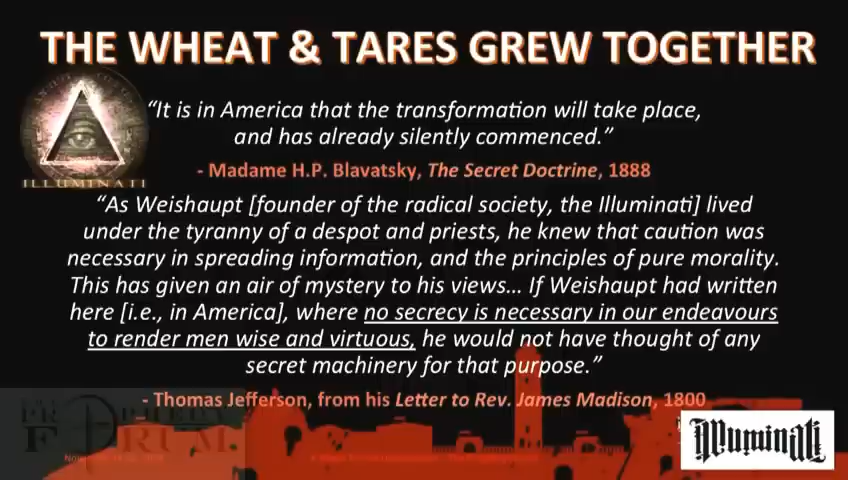 THE WHEAT & TARES GREW TOGETHER
“It is in America that the transformation will take place,
and has already silently commenced.”
- Madame H.P. Blavatsky, The Secret Doctrine, 1888
ILLUMINATI
“As Weishaupt [founder of the radical society, the Illuminati] lived
under the tyranny of a despot and priests, he knew that caution was
necessary in spreading information, and the principles of pure morality.
This has given an air of mystery to his views... If Weishaupt had written
here [i.e., in America], where no secrecy is necessary in our endeavours
to render men wise and virtuous, he would not have thought of any
secret machinery for that purpose.”
- Thomas Jefferson, from his Letter to Rev. James Madison, 1800
PROPHECY
FORUM
Illuminati